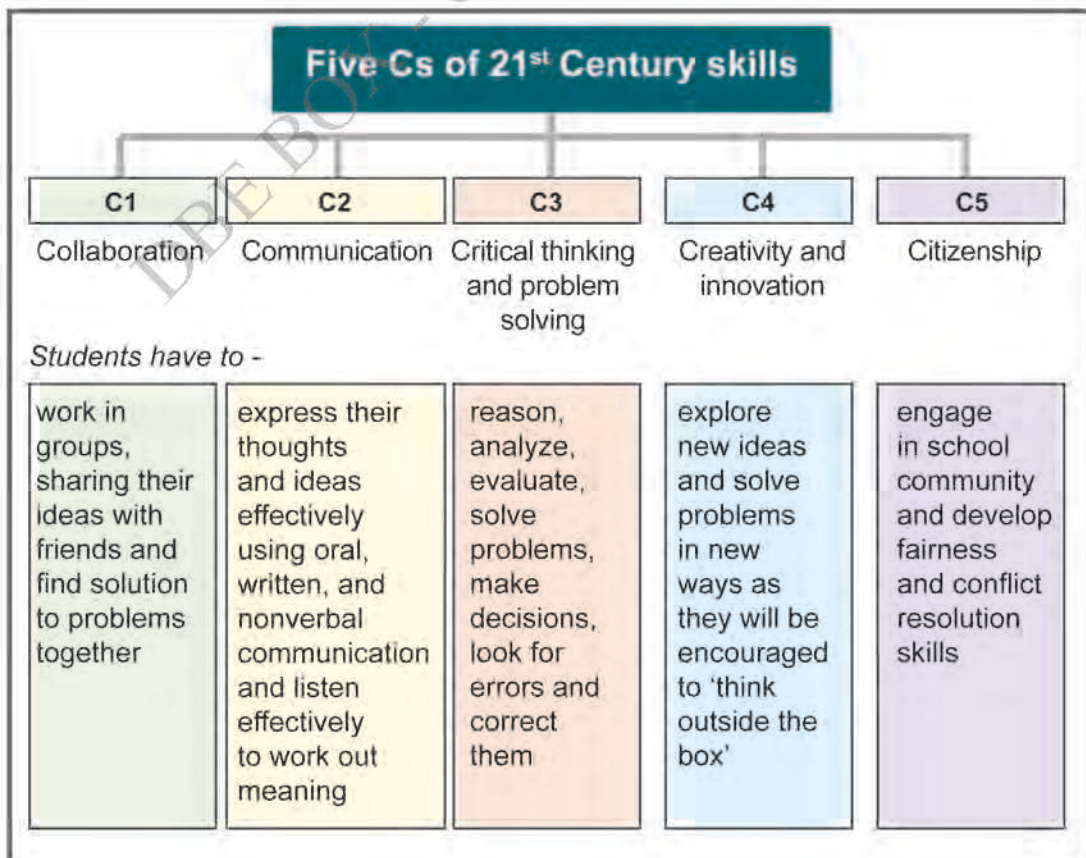 Five Cs of 21st Century skills
C1
Collaboration
C2
Communication
C3
Critical thinking
and problem
solving
C4
Creativity and
innovation
C5
Citizenship
Students have to -
work in
groups,
sharing their
ideas with
friends and
find solution
to problems
together
express their
thoughts
and ideas
effectively
using oral,
written, and
nonverbal
communication
and listen
effectively
to work out
meaning
reason,
analyze,
evaluate,
solve
problems,
make
decisions,
look for
errors and
correct
them
explore
new ideas
and solve
problems
in new
ways as
they will be
encouraged
to ‘think
outside the
box’
engage
in school
community
and develop
fairness
and conflict
resolution
skills
DBE BOX -